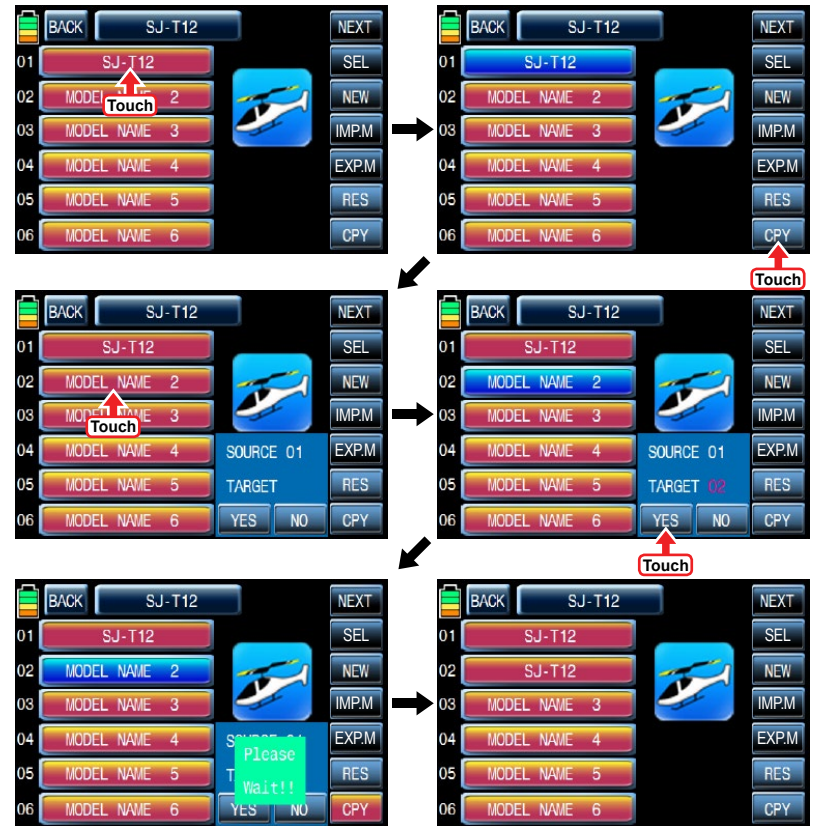 BACK SJ-T12 NEXT
01 SJ-T12 SEL
02 MODEL NAME 2 NEW
Touch
03 MODEL NAME 3 IMP.M
04 MODEL NAME 4 EXP.M
05 MODEL NAME 5 RES
06 MODEL NAME 6 CPY
BACK SJ-T12 NEXT
01 SJ-T12 SEL
02 MODEL NAME 2 NEW
03 MODEL NAME 3 IMP.M
04 MODEL NAME 4 EXP.M
05 MODEL NAME 5 RES
06 MODEL NAME 6 CPY
Touch
BACK SJ-T12 NEXT
01 SJ-T12 SEL
02 MODEL NAME 2 NEW
03 MODEL NAME 3 IMP.M
Touch
04 MODEL NAME 4 SOURCE 01 EXP.M
05 MODEL NAME 5 TARGET RES
06 MODEL NAME 6 YES NO CPY
BACK SJ-T12 NEXT
01 SJ-T12 SEL
02 MODEL NAME 2 NEW
03 MODEL NAME 3 IMP.M
04 MODEL NAME 4 SOURCE 01 EXP.M
05 MODEL NAME 5 TARGET 02 RES
06 MODEL NAME 6 YES NO CPY
Touch
BACK SJ-T12 NEXT
01 SJ-T12 SEL
02 MODEL NAME 2 NEW
03 MODEL NAME 3 IMP.M
04 MODEL NAME 4 EXP.M
Please
05 MODEL NAME 5 RES
Wait!!
06 MODEL NAME 6 YES NO CPY
BACK SJ-T12 NEXT
01 SJ-T12 SEL
02 SJ-T12 NEW
03 MODEL NAME 3 IMP.M
04 MODEL NAME 4 EXP.M
05 MODEL NAME 5 RES
06 MODEL NAME 6 CPY